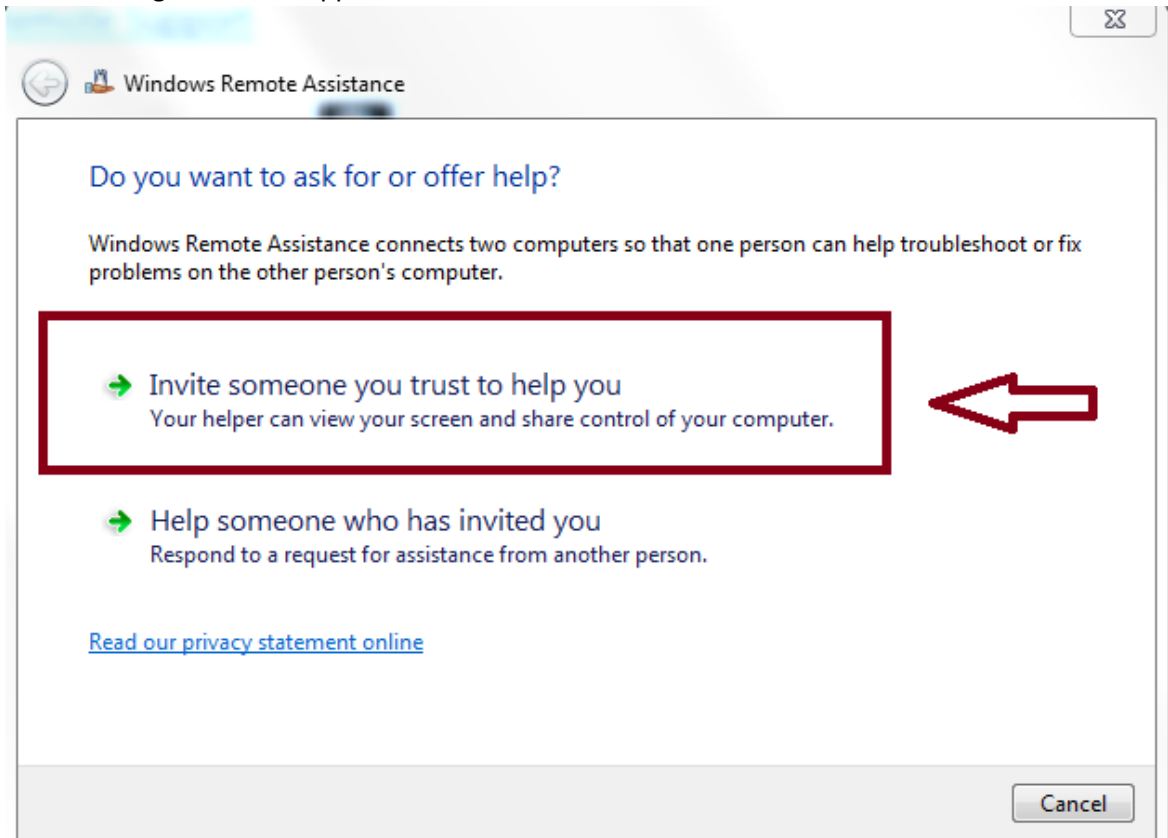 Windows Remote Assistance
Do you want to ask for or offer help?
Windows Remote Assistance connects two computers so that one person can help troubleshoot or fix
problems on the other person's computer.
Invite someone you trust to help you
Your helper can view your screen and share control of your computer.
Help someone who has invited you
Respond to a request for assistance from another person.
Read our privacy statement online
Cancel